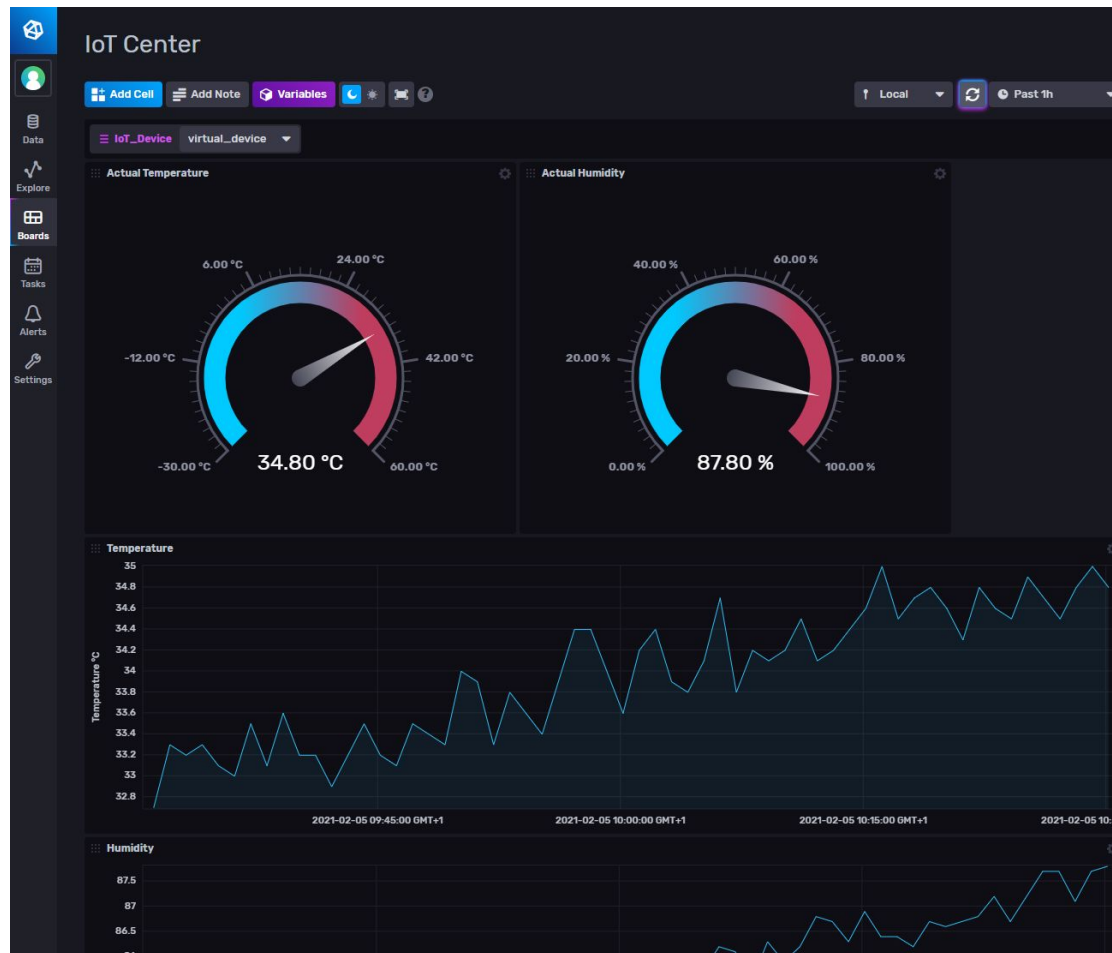 IoT Center
Add Cell Add Note Variables Local Past 1h
IoT_Device virtual_device
Data
Explore
Boards
Tasks
Alerts
Settings
Actual Temperature
6.00 °C 24.00 °C
-12.00 °C 42.00 °C
-30.00 °C 34.80 °C 60.00 °C
Actual Humidity
40.00 % 60.00 %
20.00 % 80.00 %
0.00 % 87.80 % 100.00 %
Temperature
Temperature °C
35
34.8
34.6
34.4
34.2
34
33.8
33.6
33.4
33.2
33
32.8
2021-02-05 09:45:00 GMT+1 2021-02-05 10:00:00 GMT+1 2021-02-05 10:15:00 GMT+1 2021-02-05 10:
Humidity
87.5
87
86.5